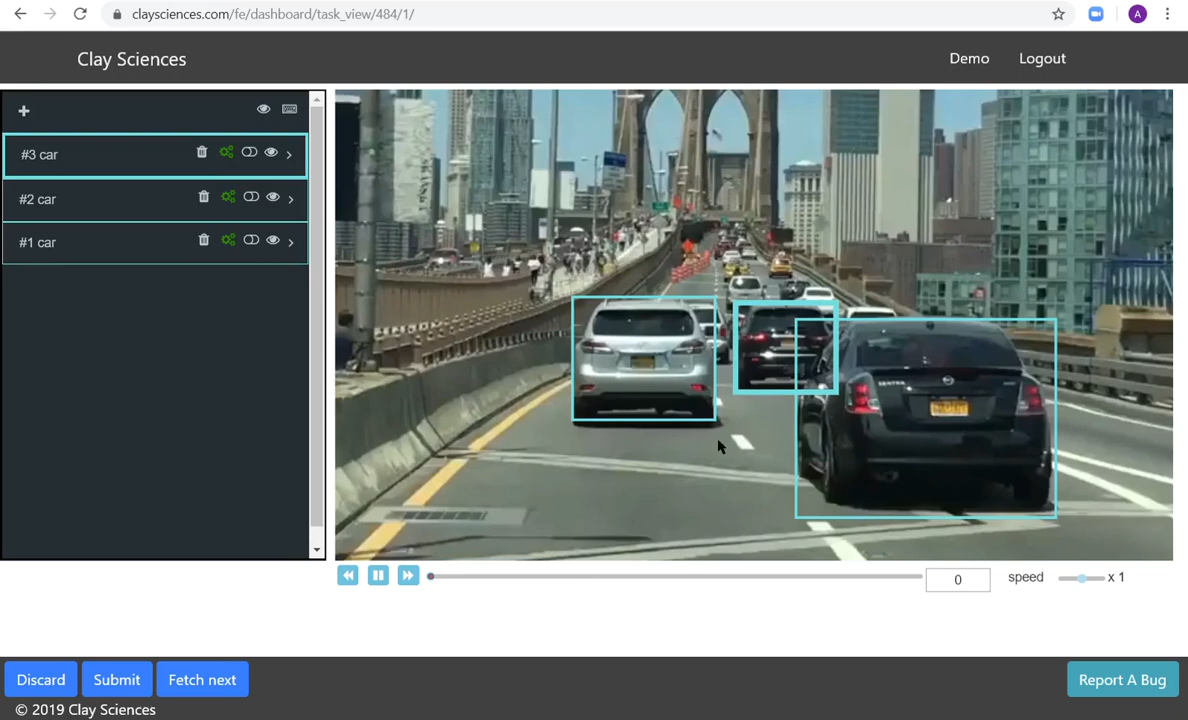 claysciences.com/fe/dashboard/task_view/484/1/
A
Clay Sciences
Demo
Logout
#3 car
#2 car
#1 car
SENTRA
0
speed
x 1
Discard
Submit
Fetch next
Report A Bug
© 2019 Clay Sciences